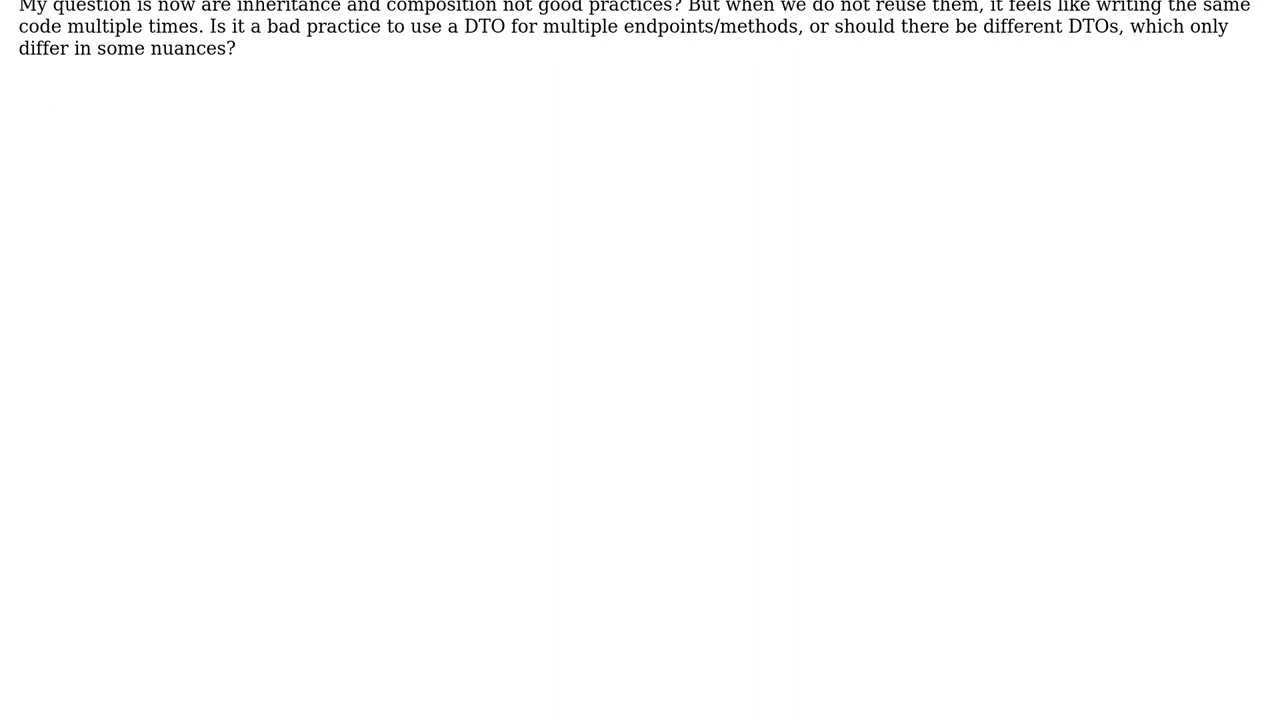 My question is now are inheritance and composition not good practices? But when we do not reuse them, it feels like writing the same
code multiple times. Is it a bad practice to use a DTO for multiple endpoints/methods, or should there be different DTOs, which only
differ in some nuances?